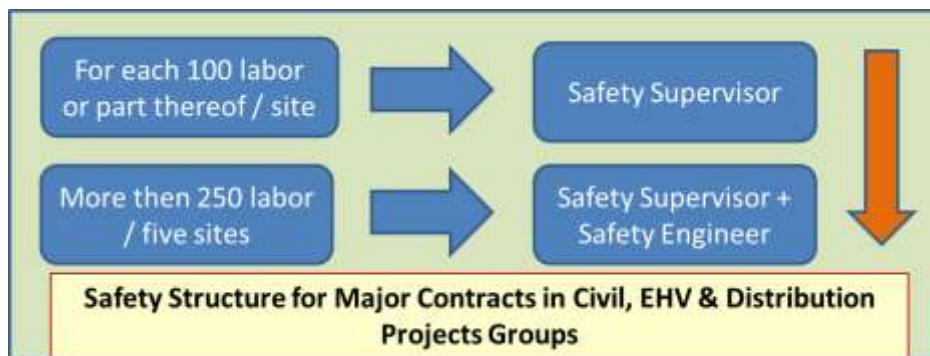 For each 100 labor
or part thereof / site
Safety Supervisor
More then 250 labor
/ five sites
Safety Supervisor +
Safety Engineer
Safety Structure for Major Contracts in Civil, EHV & Distribution
Projects Groups